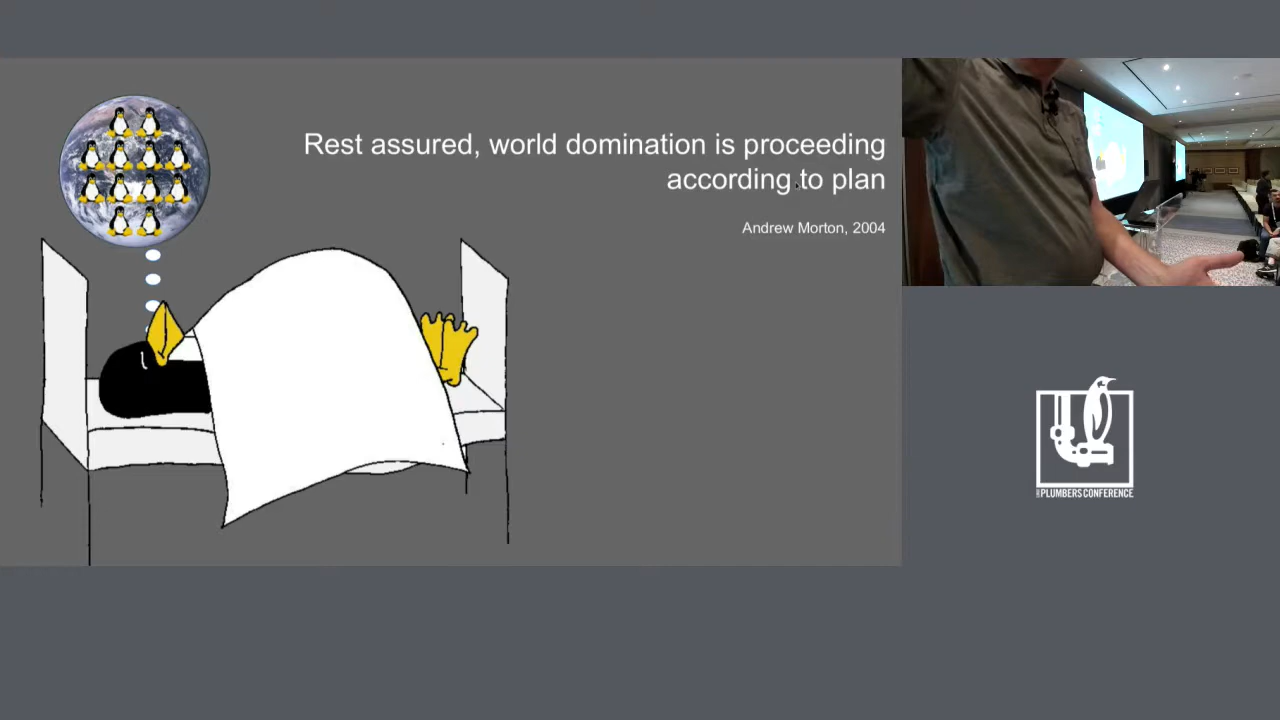 Rest assured, world domination is proceeding
according to plan
Andrew Morton, 2004
PLUMBERS CONFERENCE